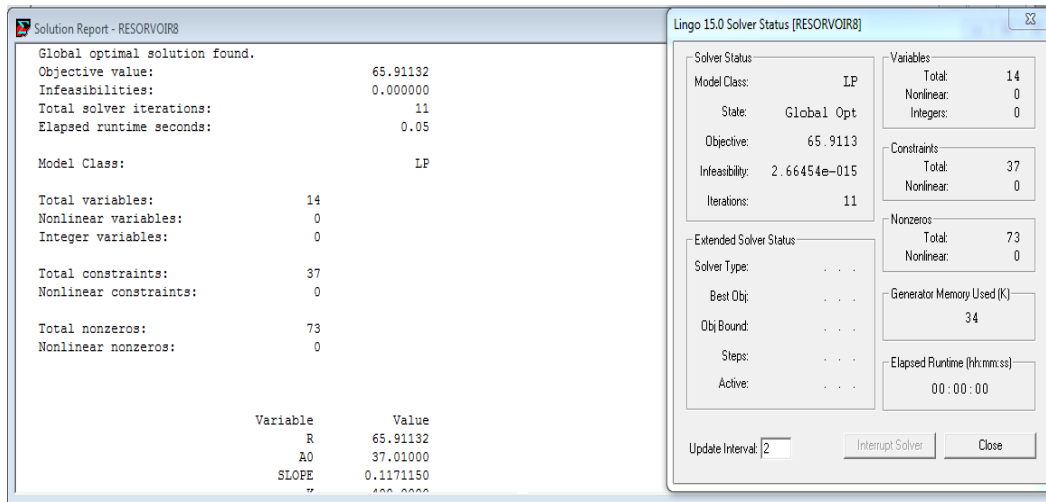 Solution Report - RESORVOIR8
Global optimal solution found.
Objective value: 65.91132
Infeasibilities: 0.000000
Total solver iterations: 11
Elapsed runtime seconds: 0.05
Model Class: LP
Total variables: 14
Nonlinear variables: 0
Integer variables: 0
Total constraints: 37
Nonlinear constraints: 0
Total nonzeros: 73
Nonlinear nonzeros: 0
Variable Value
R 65.91132
A0 37.01000
SLOPE 0.1171150
Lingo 15.0 Solver Status [RESORVOIR8]
Solver Status
Model Class: LP
State: Global Opt
Objective: 65.9113
Infeasibility: 2.66454e-015
Iterations: 11
Extended Solver Status
Solver Type: . . .
Best Obj: . . .
Obj Bound: . . .
Steps: . . .
Active: . . .
Variables
Total: 14
Nonlinear: 0
Integers: 0
Constraints
Total: 37
Nonlinear: 0
Nonzeros
Total: 73
Nonlinear: 0
Generator Memory Used (K)
34
Elapsed Runtime (hh:mm:ss)
00:00:00
Update Interval: 2
Interrupt Solver
Close